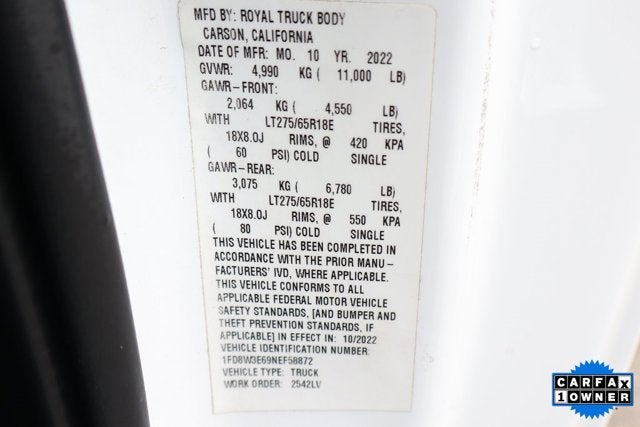 MFD BY: ROYAL TRUCK BODY
CARSON, CALIFORNIA
DATE OF MFR: MO. 10 YR. 2022
GVWR: 4,990 KG ( 11,000 LB)
GAWR-FRONT:
2,064 KG ( 4,550 LB)
WITH LT275/65R18E TIRES,
18X8.0J RIMS, @ 420 KPA
( 60 PSI) COLD SINGLE
GAWR-REAR:
3,075 KG ( 6,780 LB)
WITH LT275/65R18E TIRES,
18X8.0J RIMS, @ 550 KPA
( 80 PSI) COLD SINGLE
THIS VEHICLE HAS BEEN COMPLETED IN
ACCORDANCE WITH THE PRIOR MANU-
FACTURERS' IVD, WHERE APPLICABLE.
THIS VEHICLE CONFORMS TO ALL
APPLICABLE FEDERAL MOTOR VEHICLE
SAFETY STANDARDS, [AND BUMPER AND
THEFT PREVENTION STANDARDS, IF
APPLICABLE] IN EFFECT IN: 10/2022
VEHICLE IDENTIFICATION NUMBER:
1FD8W3E69NEF58872
VEHICLE TYPE: TRUCK
WORK ORDER: 2542LV
CARFAX
1 OWNER